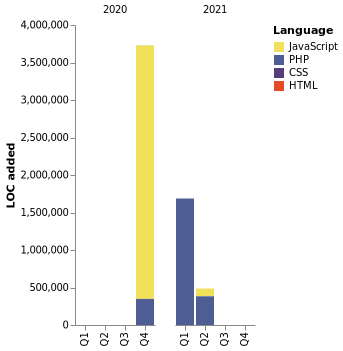 2020 2021
Language
JavaScript
PHP
CSS
HTML
LOC added
4,000,000
3,500,000
3,000,000
2,500,000
2,000,000
1,500,000
1,000,000
500,000
0
Q1 Q2 Q3 Q4 Q1 Q2 Q3 Q4